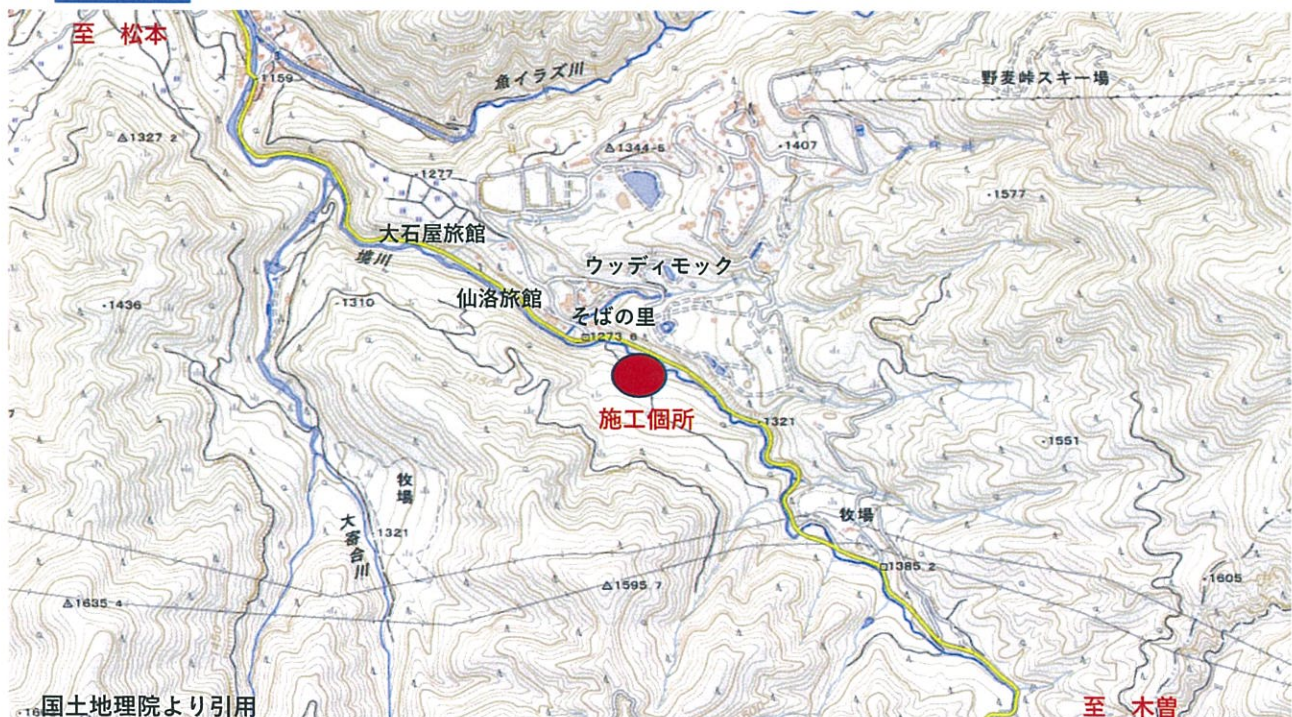 至 松本
1159
魚イラズ川
野麦峠スキー場
1327.2
1344.5
1407
1277
1577
大石屋旅館
境川
ウッディモック
1436
1310
仙洛旅館
そばの里
1273.6
1350
施工個所
1321
1551
牧場
大寄合川
1321
牧場
1385.2
1595.7
1605
1635.4
国土地理院より引用
至 木曽